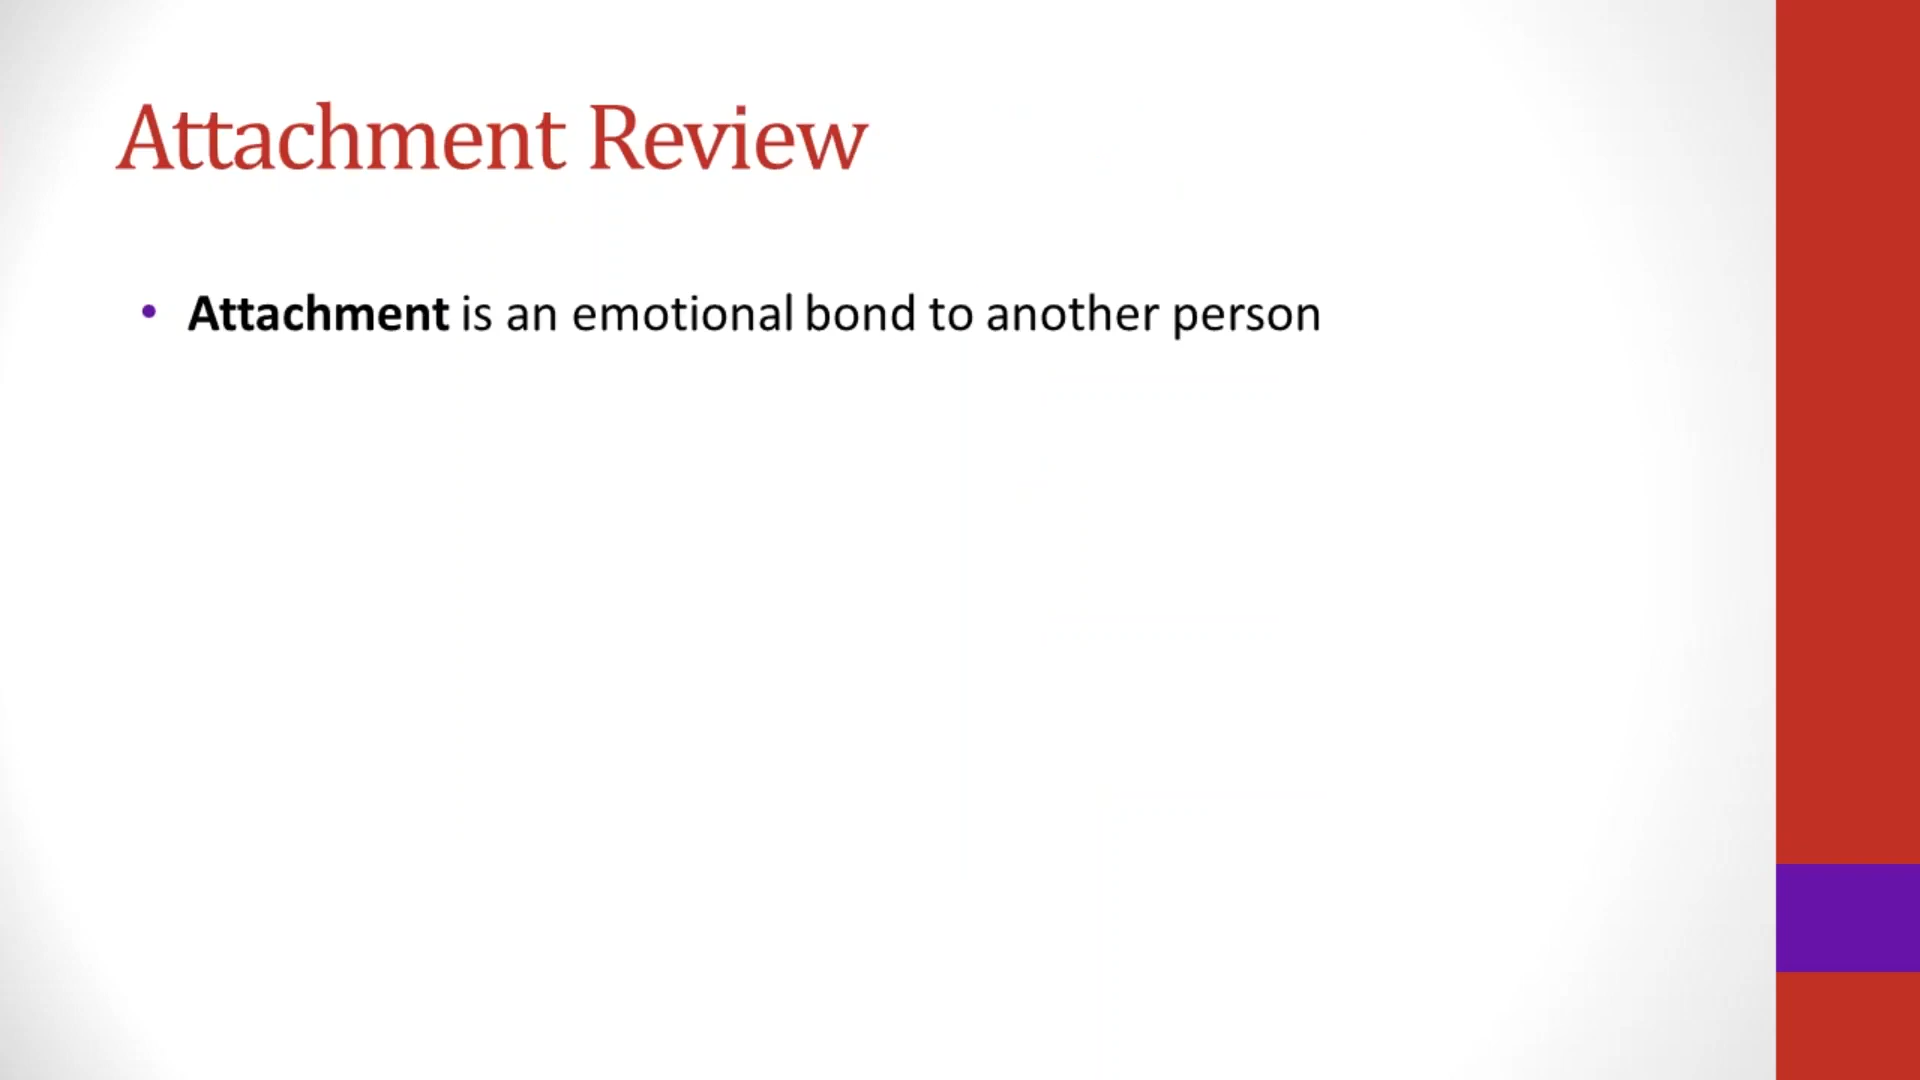 Attachment Review
• Attachment is an emotional bond to another person